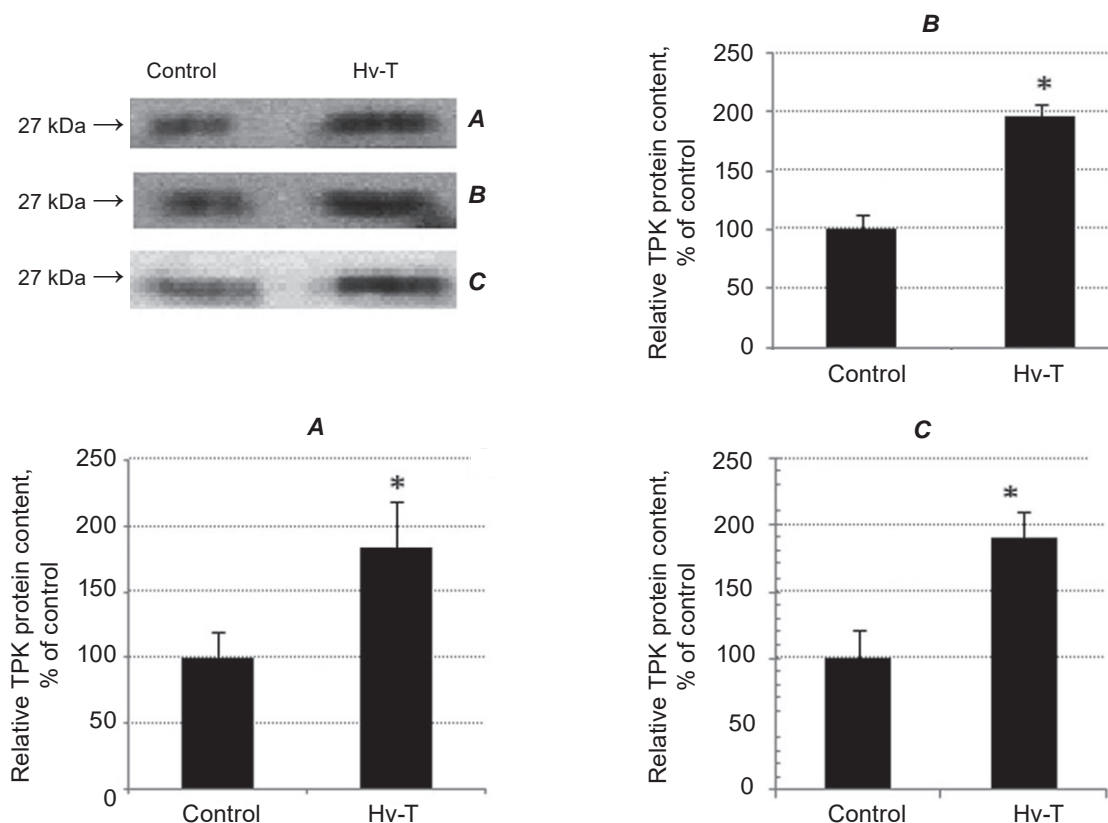 Control Hv-T
27 kDa → A
27 kDa → B
27 kDa → C
B
Relative TPK protein content,
% of control
250
200
150
100
50
0
*
Control Hv-T
A
Relative TPK protein content,
% of control
250
200
150
100
50
0
*
Control Hv-T
C
Relative TPK protein content,
% of control
250
200
150
100
50
0
*
Control Hv-T